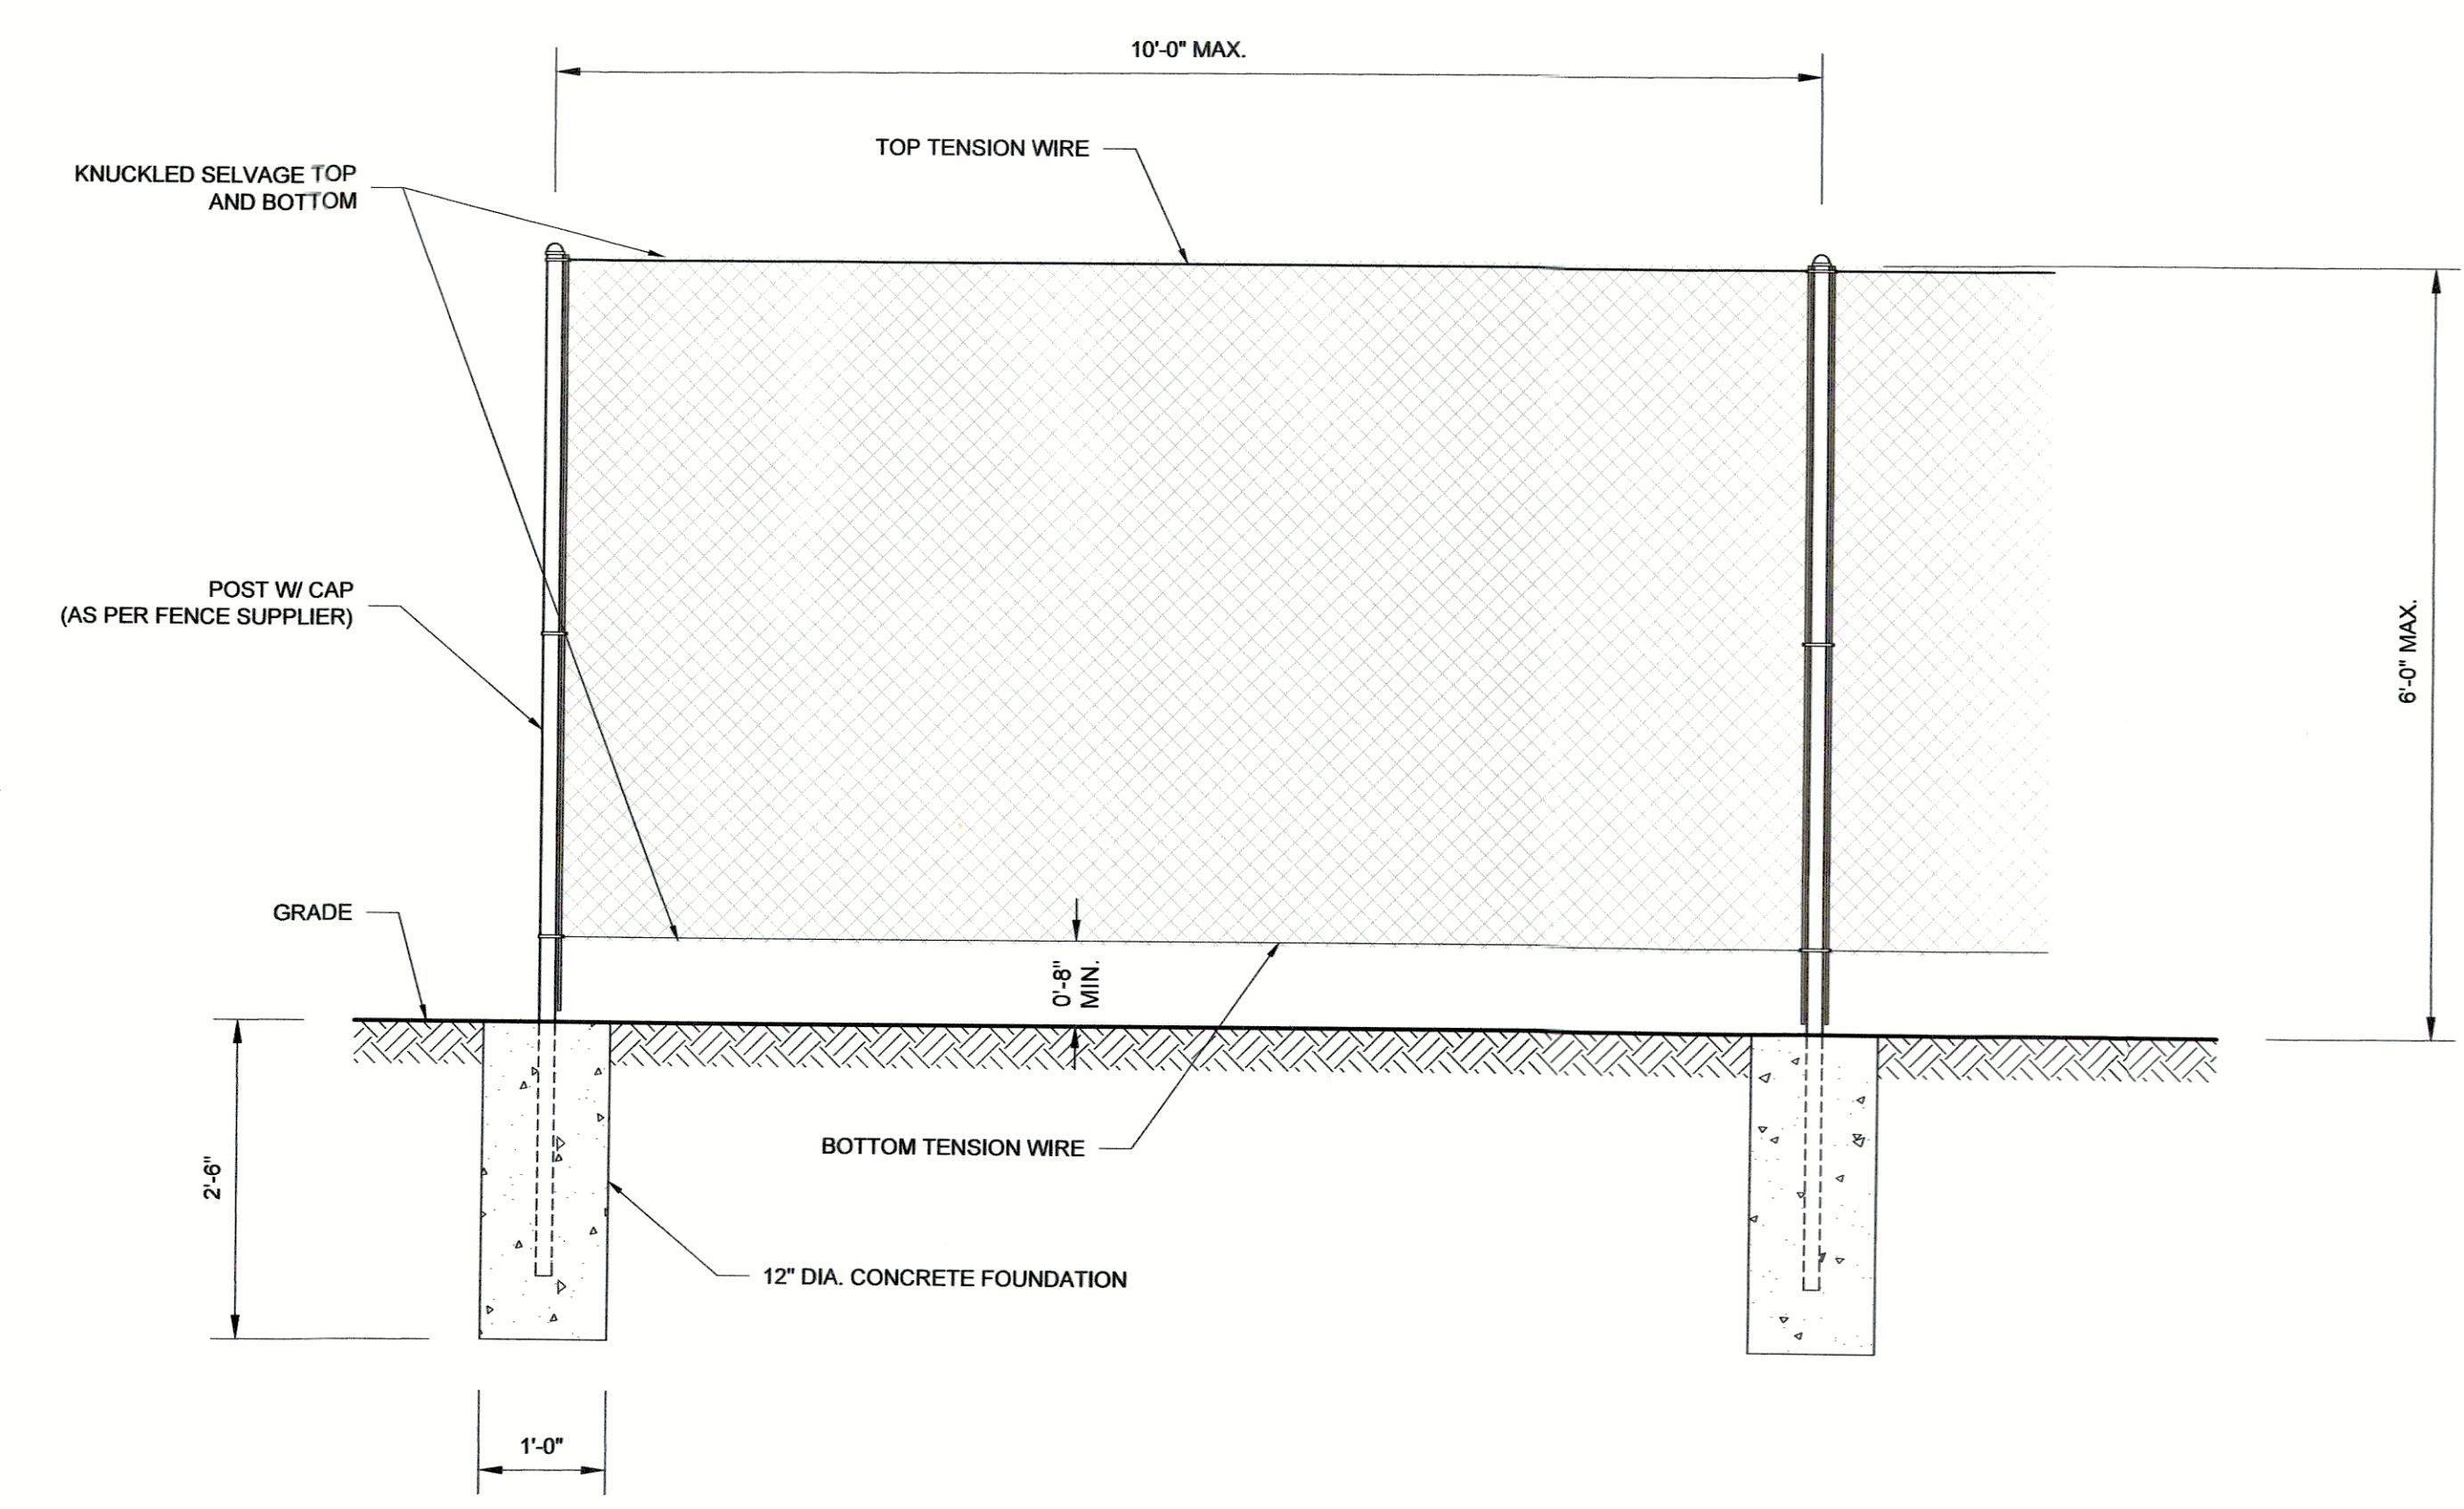 10'-0" MAX.
TOP TENSION WIRE
KNUCKLED SELVAGE TOP
AND BOTTOM
POST W/ CAP
(AS PER FENCE SUPPLIER)
6'-0" MAX.
GRADE
0'-8"
MIN.
BOTTOM TENSION WIRE
2'-6"
12" DIA. CONCRETE FOUNDATION
1'-0"